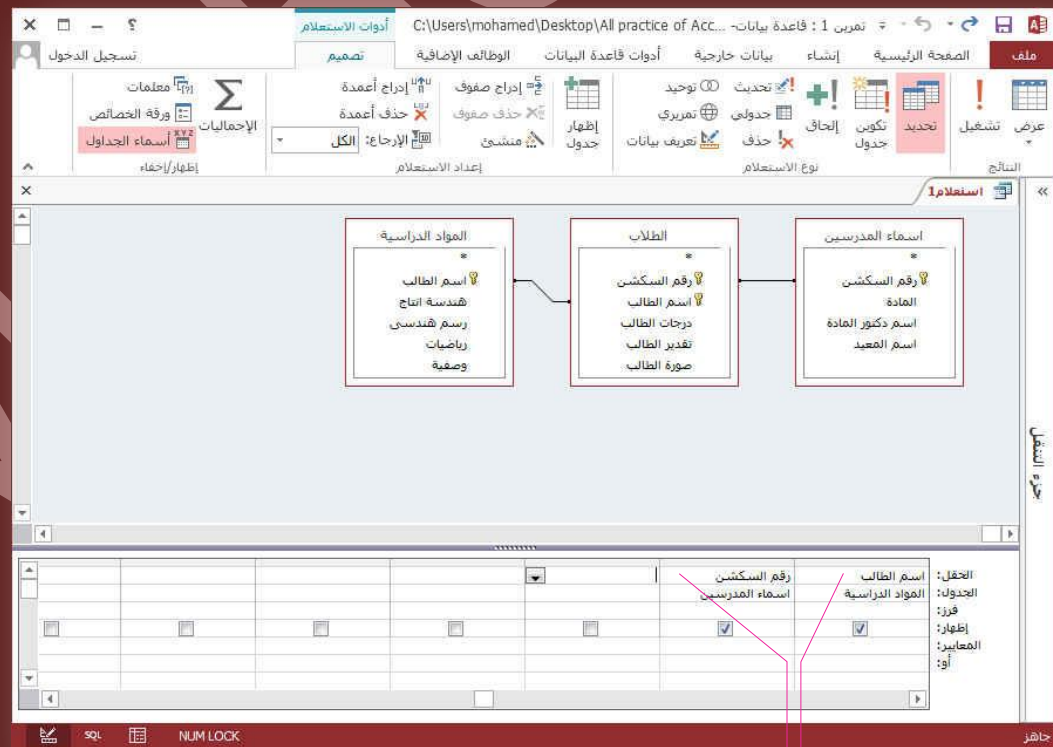 تمرين 1 : قاعدة بيانات- C:\Users\mohamed\Desktop\All practice of Acc...
أدوات الاستعلام
ملف
الصفحة الرئيسية
إنشاء
بيانات خارجية
أدوات قاعدة البيانات
الوظائف الإضافية
تصميم
تسجيل الدخول
عرض
تشغيل
تحديد
تكوين جدول
إلحاق
تحديث
جدولي
حذف
توحيد
تمريري
تعريف بيانات
إظهار جدول
إدراج صفوف
حذف صفوف
منشئ
إدراج أعمدة
حذف أعمدة
الإرجاع: الكل
الإجماليات
معلمات
ورقة الخصائص
أسماء الجداول
النتائج
نوع الاستعلام
إعداد الاستعلام
إظهار/إخفاء
استعلام1
اسماء المدرسين
*
رقم السكشن
المادة
اسم دكتور المادة
اسم المعيد
الطلاب
*
رقم السكشن
اسم الطالب
درجات الطالب
تقدير الطالب
صورة الطالب
المواد الدراسية
*
اسم الطالب
هندسة انتاج
رسم هندسى
رياضيات
وصفية
جزء التنقل
الحقل: اسم الطالب رقم السكشن
الجدول: المواد الدراسية اسماء المدرسين
فرز:
إظهار:
المعايير:
أو:
جاهز
NUM LOCK
SQL